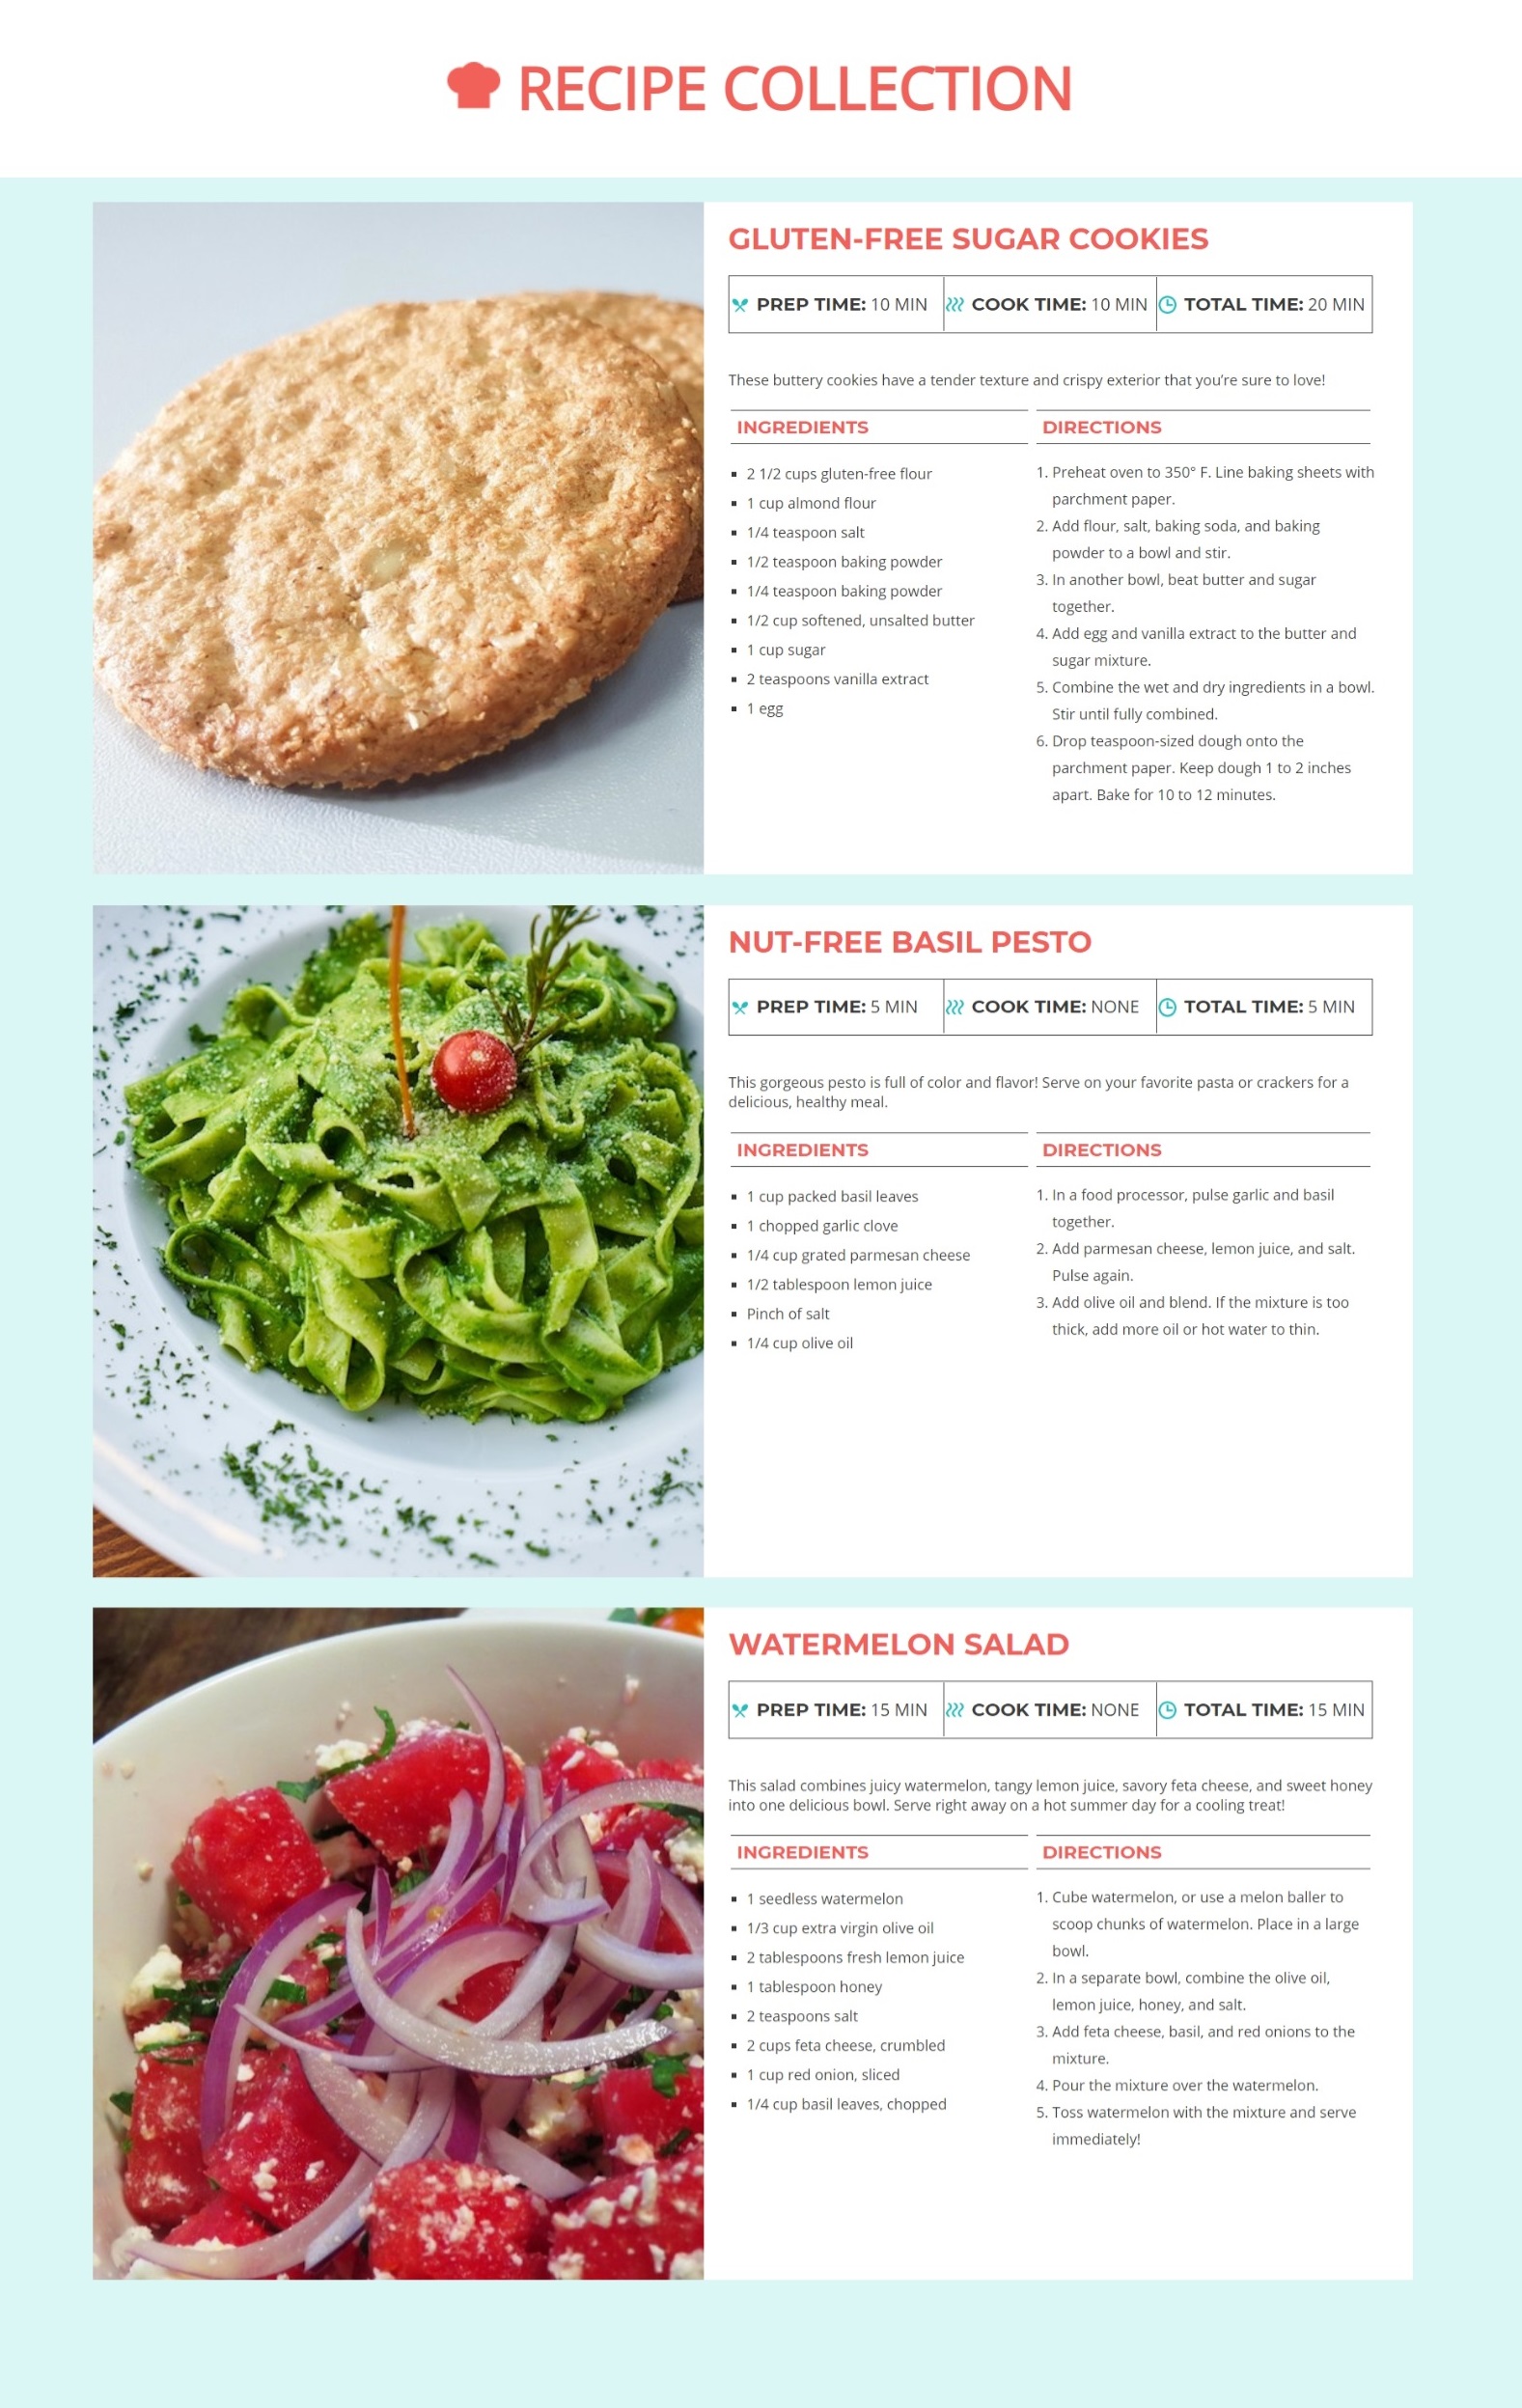 RECIPE COLLECTION
GLUTEN-FREE SUGAR COOKIES
PREP TIME: 10 MIN COOK TIME: 10 MIN TOTAL TIME: 20 MIN
These buttery cookies have a tender texture and crispy exterior that you’re sure to love!
INGREDIENTS
▪ 2 1/2 cups gluten-free flour
▪ 1 cup almond flour
▪ 1/4 teaspoon salt
▪ 1/2 teaspoon baking powder
▪ 1/4 teaspoon baking powder
▪ 1/2 cup softened, unsalted butter
▪ 1 cup sugar
▪ 2 teaspoons vanilla extract
▪ 1 egg
DIRECTIONS
1. Preheat oven to 350° F. Line baking sheets with
parchment paper.
2. Add flour, salt, baking soda, and baking
powder to a bowl and stir.
3. In another bowl, beat butter and sugar
together.
4. Add egg and vanilla extract to the butter and
sugar mixture.
5. Combine the wet and dry ingredients in a bowl.
Stir until fully combined.
6. Drop teaspoon-sized dough onto the
parchment paper. Keep dough 1 to 2 inches
apart. Bake for 10 to 12 minutes.
NUT-FREE BASIL PESTO
PREP TIME: 5 MIN COOK TIME: NONE TOTAL TIME: 5 MIN
This gorgeous pesto is full of color and flavor! Serve on your favorite pasta or crackers for a
delicious, healthy meal.
INGREDIENTS
▪ 1 cup packed basil leaves
▪ 1 chopped garlic clove
▪ 1/4 cup grated parmesan cheese
▪ 1/2 tablespoon lemon juice
▪ Pinch of salt
▪ 1/4 cup olive oil
DIRECTIONS
1. In a food processor, pulse garlic and basil
together.
2. Add parmesan cheese, lemon juice, and salt.
Pulse again.
3. Add olive oil and blend. If the mixture is too
thick, add more oil or hot water to thin.
WATERMELON SALAD
PREP TIME: 15 MIN COOK TIME: NONE TOTAL TIME: 15 MIN
This salad combines juicy watermelon, tangy lemon juice, savory feta cheese, and sweet honey
into one delicious bowl. Serve right away on a hot summer day for a cooling treat!
INGREDIENTS
▪ 1 seedless watermelon
▪ 1/3 cup extra virgin olive oil
▪ 2 tablespoons fresh lemon juice
▪ 1 tablespoon honey
▪ 2 teaspoons salt
▪ 2 cups feta cheese, crumbled
▪ 1 cup red onion, sliced
▪ 1/4 cup basil leaves, chopped
DIRECTIONS
1. Cube watermelon, or use a melon baller to
scoop chunks of watermelon. Place in a large
bowl.
2. In a separate bowl, combine the olive oil,
lemon juice, honey, and salt.
3. Add feta cheese, basil, and red onions to the
mixture.
4. Pour the mixture over the watermelon.
5. Toss watermelon with the mixture and serve
immediately!